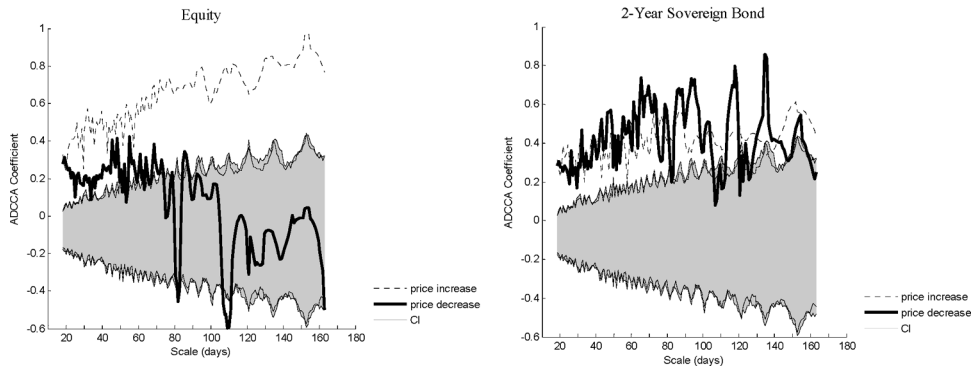 Equity
1
0.8
0.6
0.4
0.2
0
-0.2
-0.4
-0.6
ADCCA Coefficient
20 40 60 80 100 120 140 160 180
Scale (days)
price increase
price decrease
CI
2-Year Sovereign Bond
1
0.8
0.6
0.4
0.2
0
-0.2
-0.4
-0.6
ADCCA Coefficient
20 40 60 80 100 120 140 160 180
Scale (days)
price increase
price decrease
CI